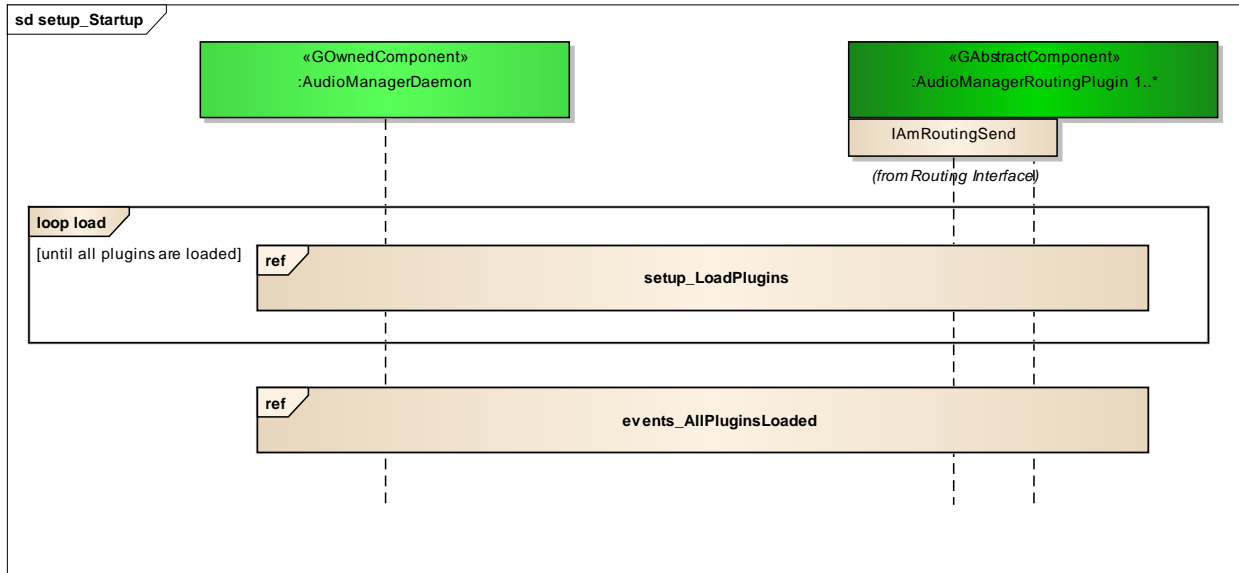 sd setup_Startup
«GOwnedComponent»
:AudioManagerDaemon
«GAbstractComponent»
:AudioManagerRoutingPlugin 1..*
IAmRoutingSend
(from Routing Interface)
loop load
[until all plugins are loaded]
ref
setup_LoadPlugins
ref
events_AllPluginsLoaded